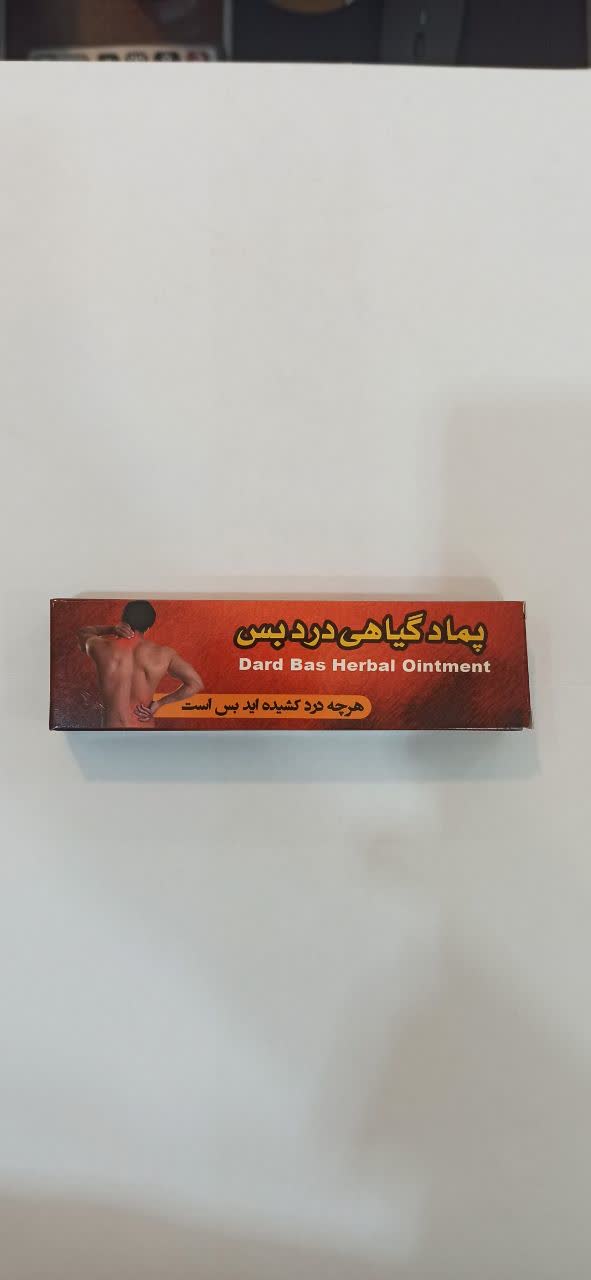 پماد گیاهی درد بس
Dard Bas Herbal Ointment
هرچه درد کشیده اید بس است